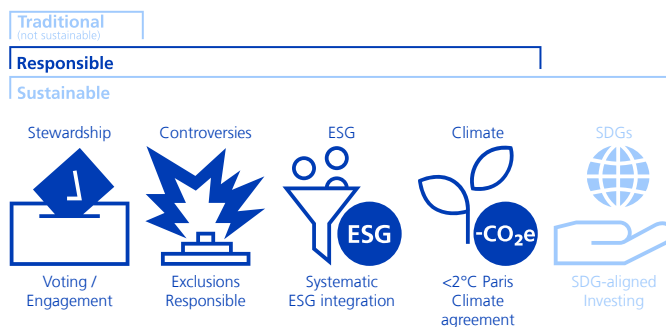 Traditional
(not sustainable)
Responsible
Sustainable
Stewardship
Controversies
ESG
Climate
SDGs
ESG
-CO₂e
Voting /
Engagement
Exclusions
Responsible
Systematic
ESG integration
<2°C Paris
Climate
agreement
SDG-aligned
Investing